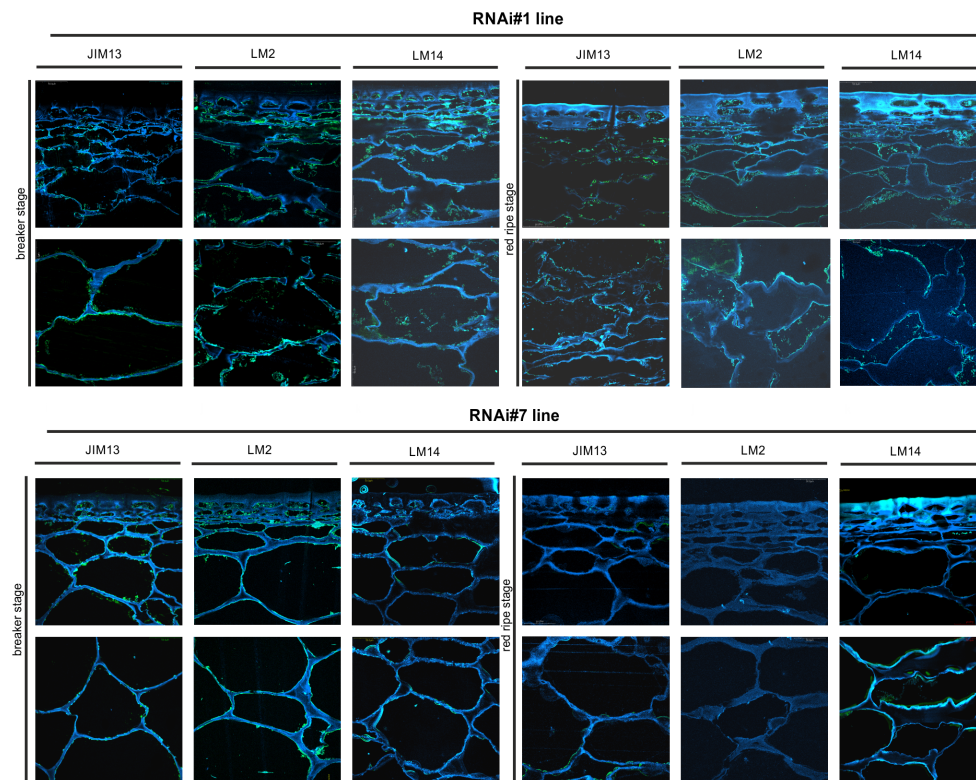 RNAi#1 line
JIM13 LM2 LM14 JIM13 LM2 LM14
breaker stage
red ripe stage
RNAi#7 line
JIM13 LM2 LM14 JIM13 LM2 LM14
breaker stage
red ripe stage